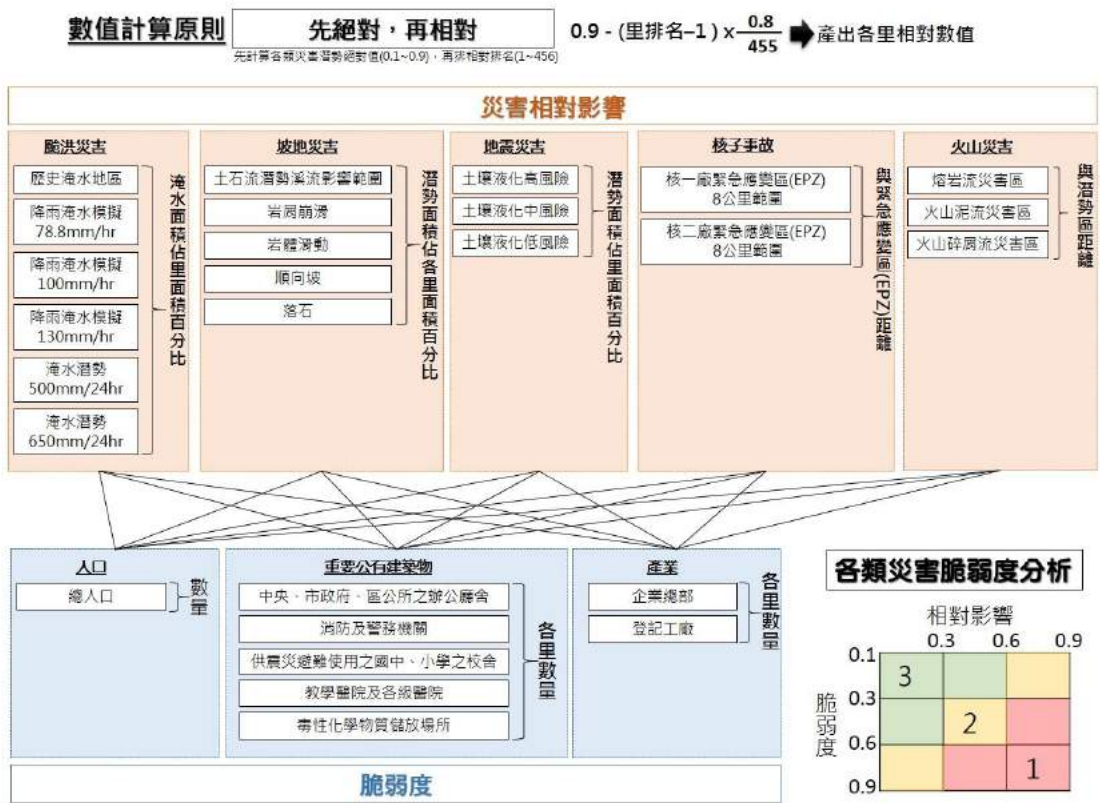 數值計算原則
先絕對，再相對
先計算各類災害潛勢絕對值(0.1~0.9)，再排相對排名(1~456)
0.9 - (里排名–1 ) x 0.8/455 產出各里相對數值
災害相對影響
颱洪災害
歷史淹水地區
降雨淹水模擬
78.8mm/hr
降雨淹水模擬
100mm/hr
降雨淹水模擬
130mm/hr
淹水潛勢
500mm/24hr
淹水潛勢
650mm/24hr
淹水面積佔里面積百分比
坡地災害
土石流潛勢溪流影響範圍
岩屑崩滑
岩體滑動
順向坡
落石
潛勢面積佔各里面積百分比
地震災害
土壤液化高風險
土壤液化中風險
土壤液化低風險
潛勢面積佔里面積百分比
核子事故
核一廠緊急應變區(EPZ)
8公里範圍
核二廠緊急應變區(EPZ)
8公里範圍
與緊急應變區(EPZ)距離
火山災害
熔岩流災害區
火山泥流災害區
火山碎屑流災害區
與潛勢區距離
人口
總人口
數量
重要公有建築物
中央、市政府、區公所之辦公廳舍
消防及警務機關
供震災避難使用之國中、小學之校舍
教學醫院及各級醫院
毒性化學物質儲放場所
各里數量
產業
企業總部
登記工廠
各里數量
脆弱度
各類災害脆弱度分析
相對影響
0.3 0.6 0.9
0.1
0.3
0.6
0.9
脆弱度
3
2
1